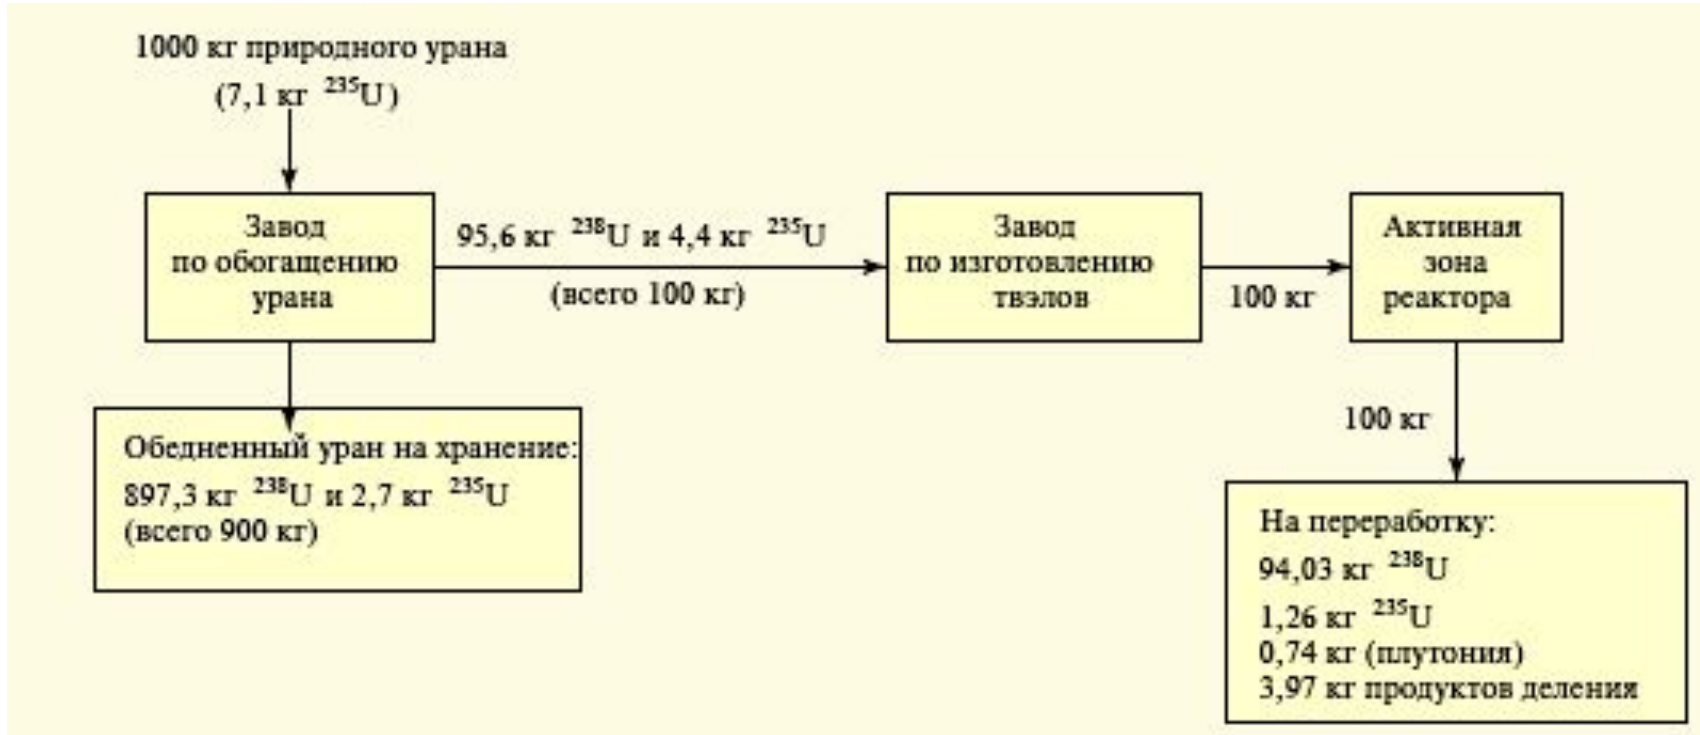 1000 кг природного урана
(7,1 кг ²³⁵U)
Завод
по обогащению
урана
95,6 кг ²³⁸U и 4,4 кг ²³⁵U
(всего 100 кг)
Завод
по изготовлению
твэлов
100 кг
Активная
зона
реактора
Обедненный уран на хранение:
897,3 кг ²³⁸U и 2,7 кг ²³⁵U
(всего 900 кг)
100 кг
На переработку:
94,03 кг ²³⁸U
1,26 кг ²³⁵U
0,74 кг (плутония)
3,97 кг продуктов деления